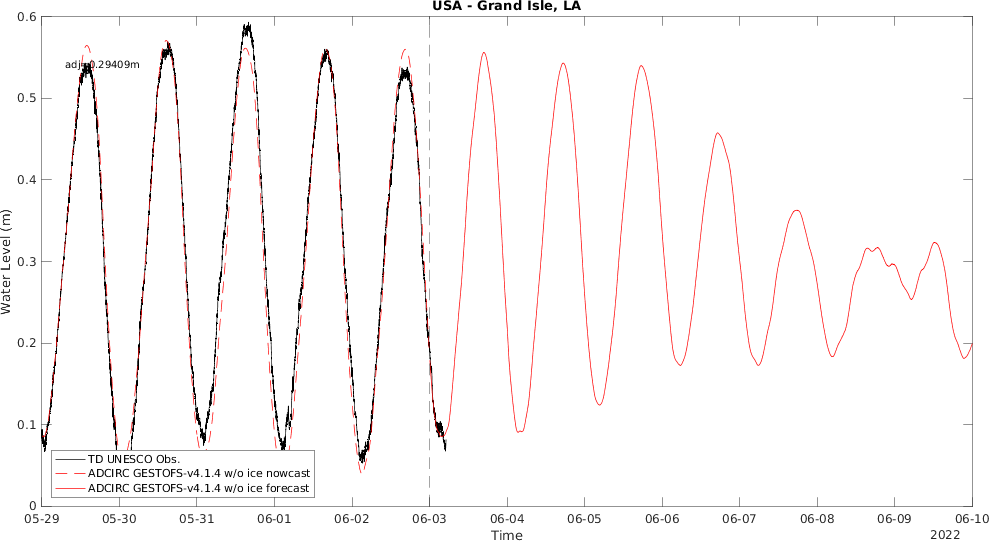 USA - Grand Isle, LA
0.6
0.5
0.4
0.3
0.2
0.1
0
Water Level (m)
TD UNESCO Obs.
ADCIRC GESTOFS-v4.1.4 w/o ice nowcast
ADCIRC GESTOFS-v4.1.4 w/o ice forecast
05-29 05-30 05-31 06-01 06-02 06-03 06-04 06-05 06-06 06-07 06-08 06-09 06-10
Time
2022